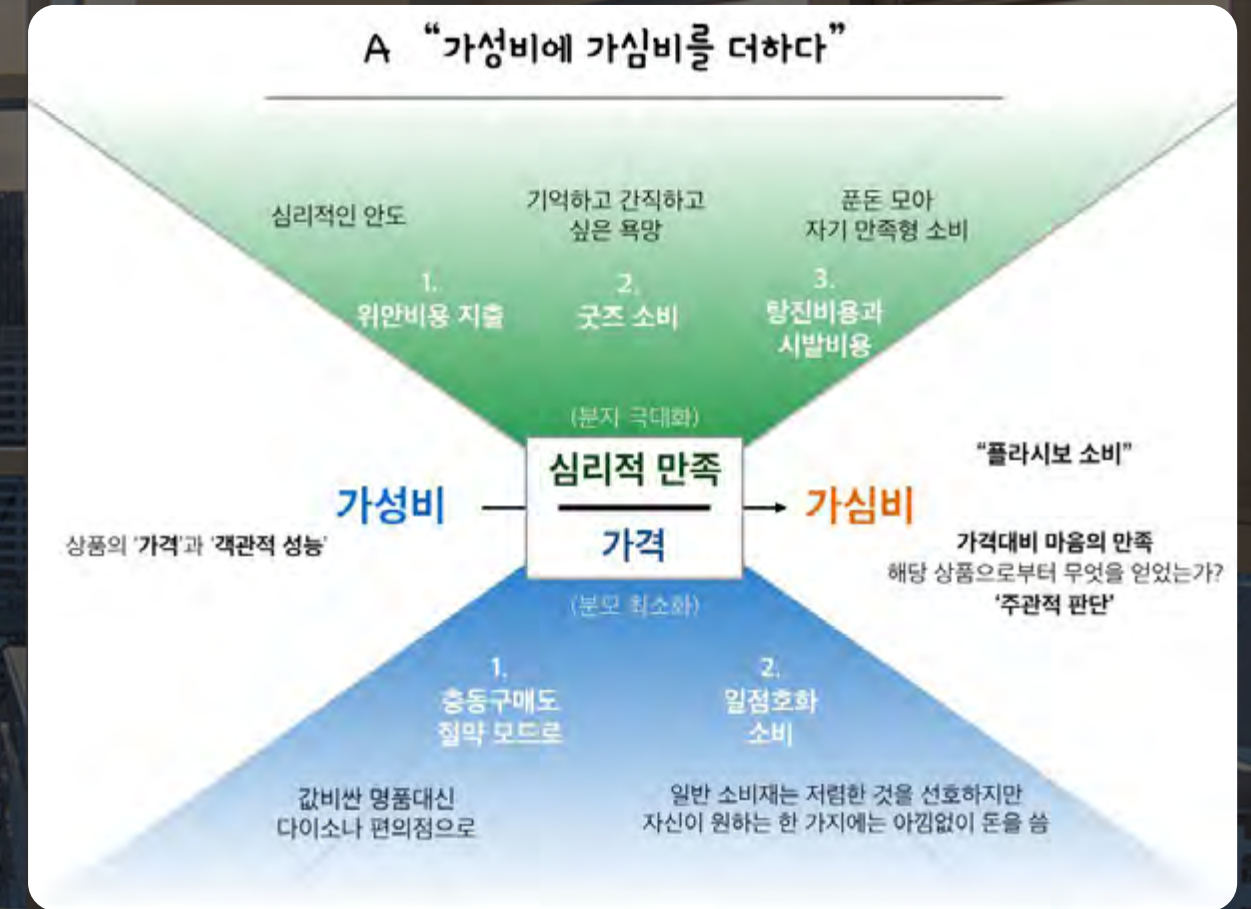 A “가성비에 가심비를 더하다”
심리적인 안도
기억하고 간직하고
싶은 욕망
푼돈 모아
자기 만족형 소비
1.
위안비용 지출
2.
굿즈 소비
3.
탕진비용과
시발비용
(분자 극대화)
심리적 만족
가격
(분모 최소화)
가성비
상품의 '가격'과 '객관적 성능'
가심비
“플라시보 소비”
가격대비 마음의 만족
해당 상품으로부터 무엇을 얻었는가?
'주관적 판단'
1.
충동구매도
절약 모드로
2.
일점호화
소비
값비싼 명품대신
다이소나 편의점으로
일반 소비재는 저렴한 것을 선호하지만
자신이 원하는 한 가지에는 아낌없이 돈을 씀